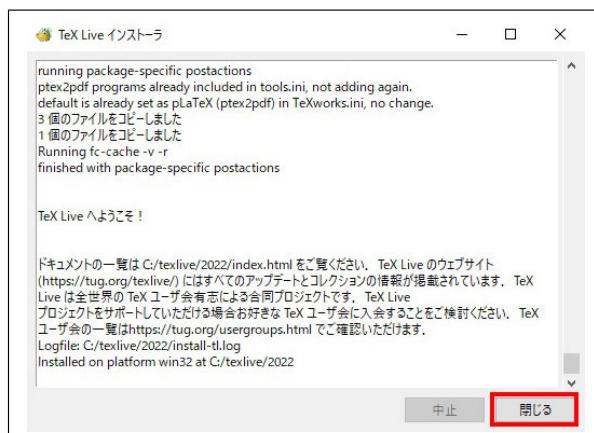 TeX Live インストーラ
running package-specific postactions
ptex2pdf programs already included in tools.ini, not adding again.
default is already set as pLaTeX (ptex2pdf) in TeXworks.ini, no change.
3 個のファイルをコピーしました
1 個のファイルをコピーしました
Running fc-cache -v -r
finished with package-specific postactions
TeX Live へようこそ！
ドキュメントの一覧は C:/texlive/2022/index.html をご覧ください．TeX Live のウェブサイト
(https://tug.org/texlive/) にはすべてのアップデートとコレクションの情報が掲載されています．TeX
Live は全世界の TeX ユーザ会有志による合同プロジェクトです．TeX Live
プロジェクトをサポートしていただける場合お好きな TeX ユーザ会に入会することをご検討ください．TeX
ユーザ会の一覧はhttps://tug.org/usergroups.html でご確認いただけます．
Logfile: C:/texlive/2022/install-tl.log
Installed on platform win32 at C:/texlive/2022
中止
閉じる